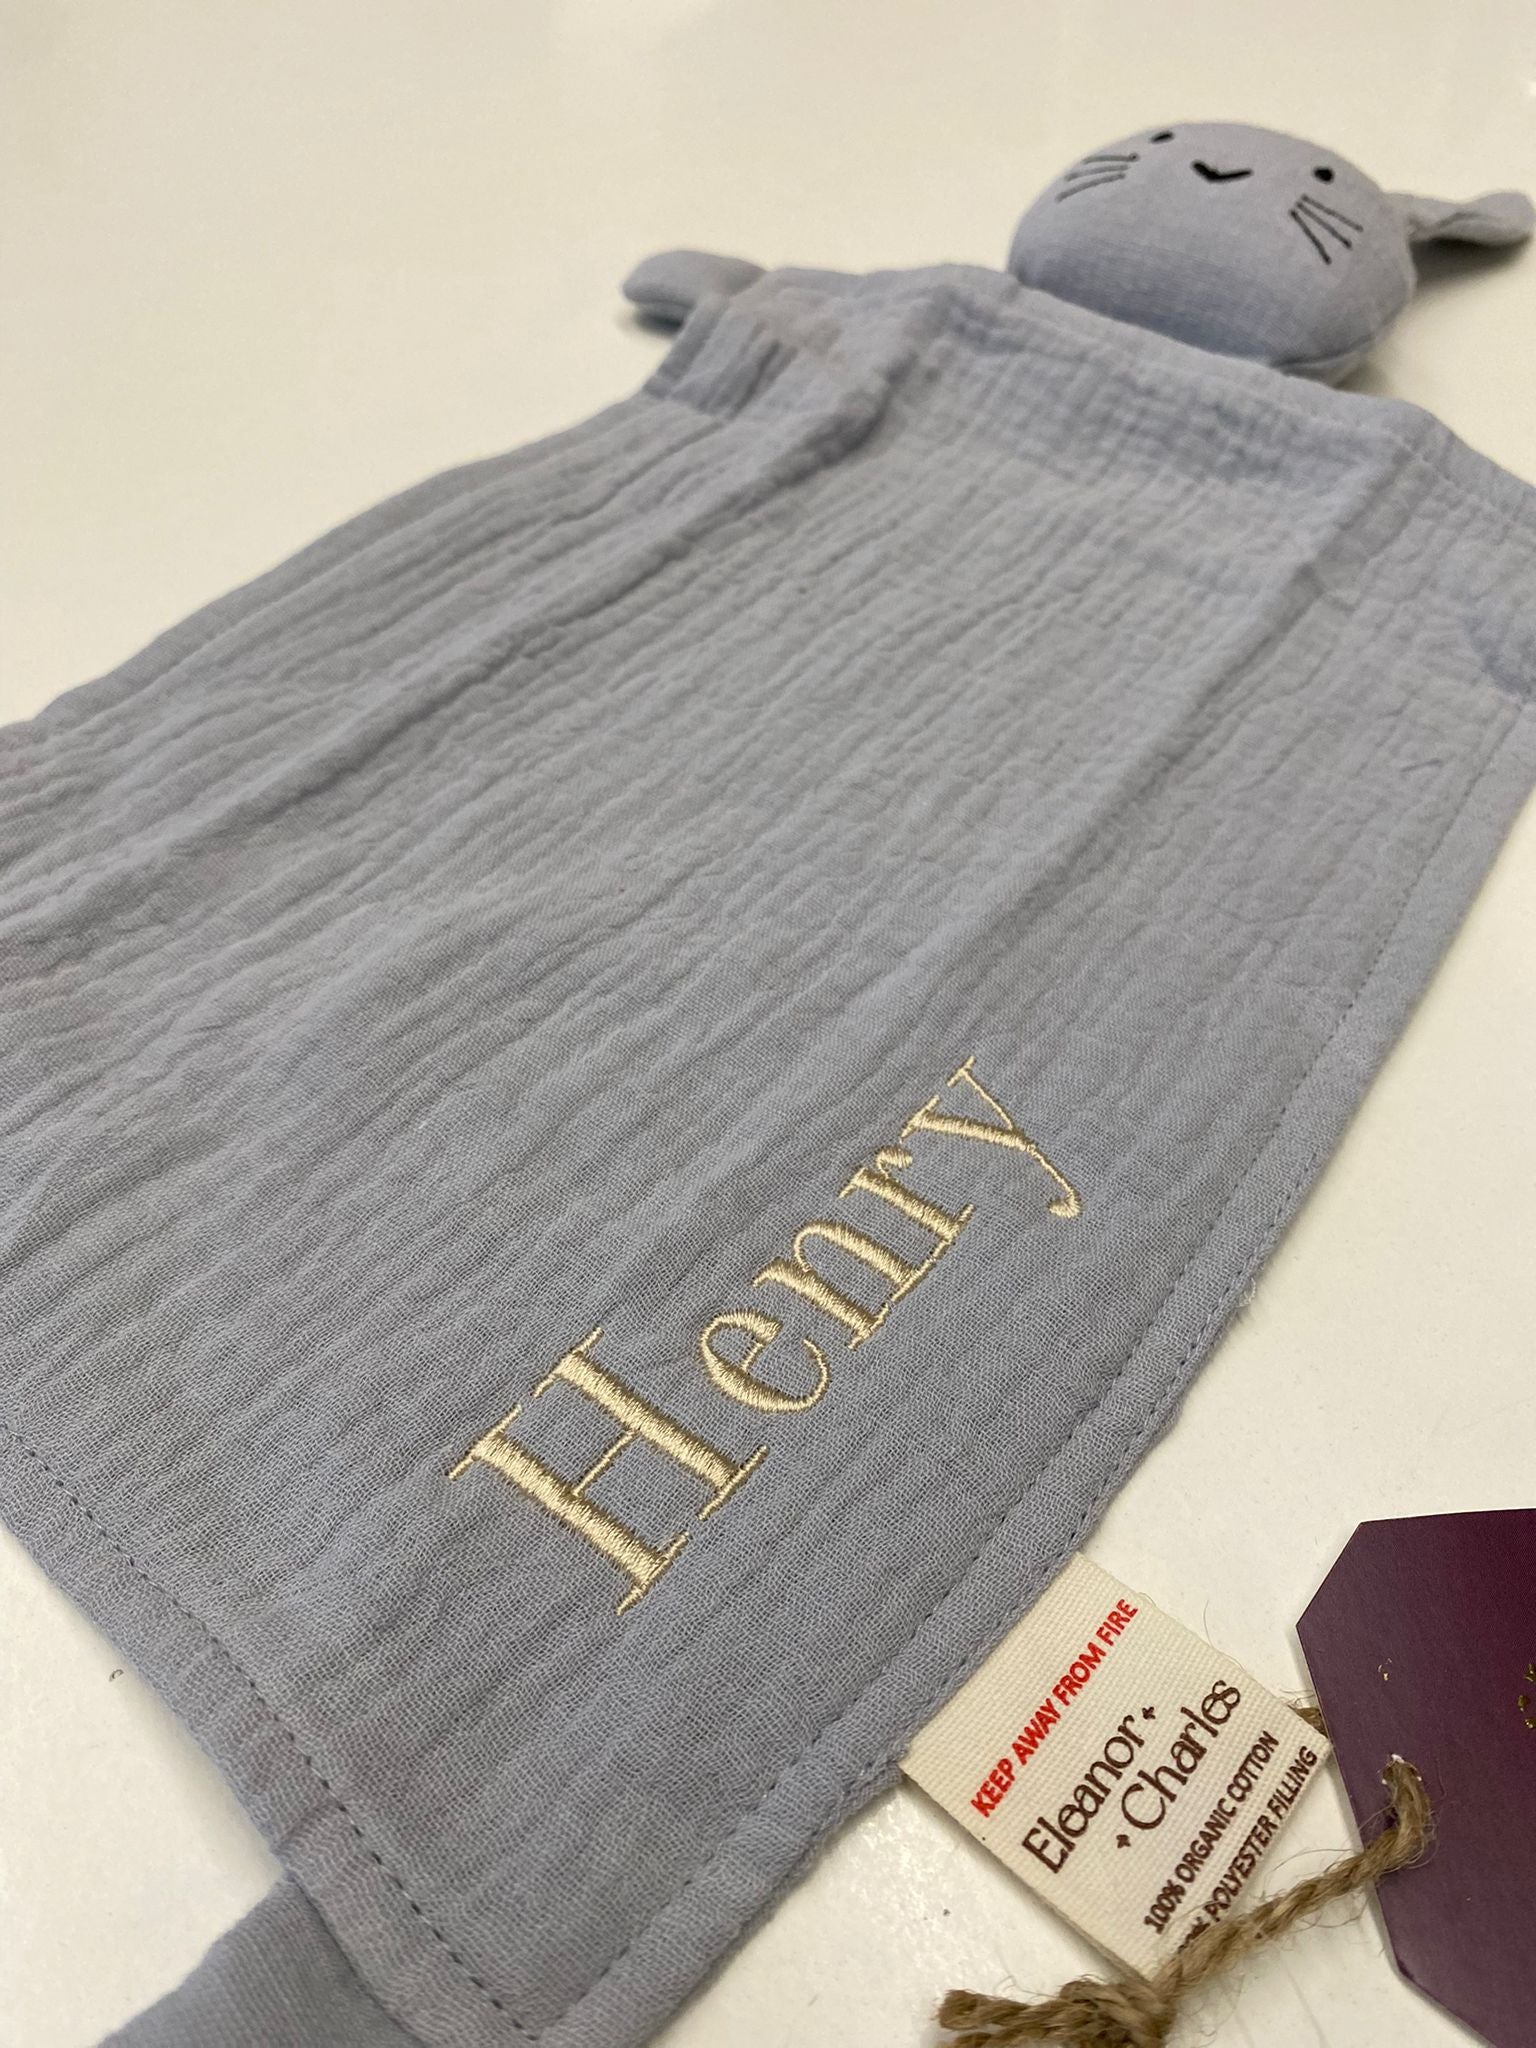 Henry
KEEP AWAY FROM FIRE
Eleanor
Charles
100% ORGANIC COTTON
POLYESTER FILLING